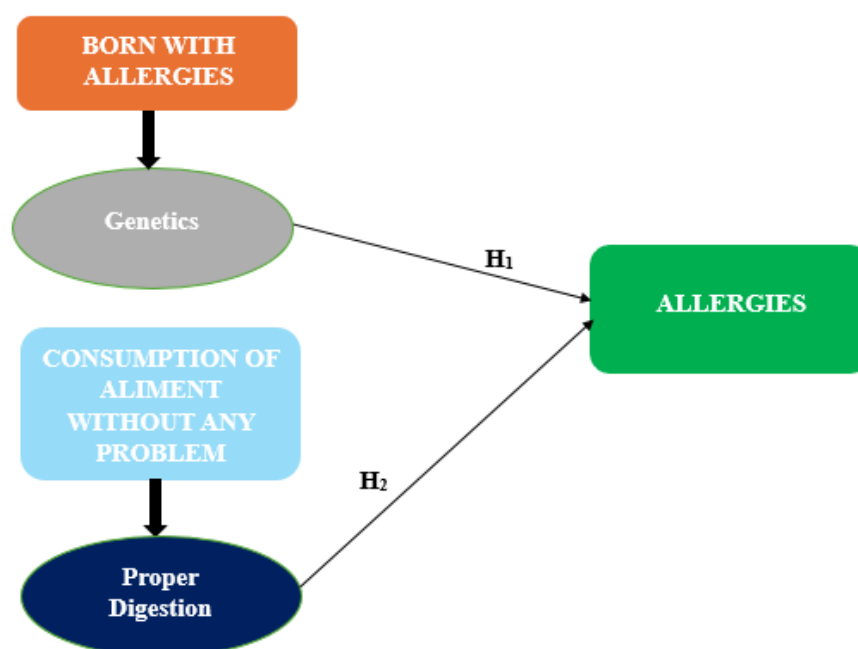 BORN WITH
ALLERGIES
Genetics
H₁
ALLERGIES
CONSUMPTION OF
ALIMENT
WITHOUT ANY
PROBLEM
H₂
Proper
Digestion